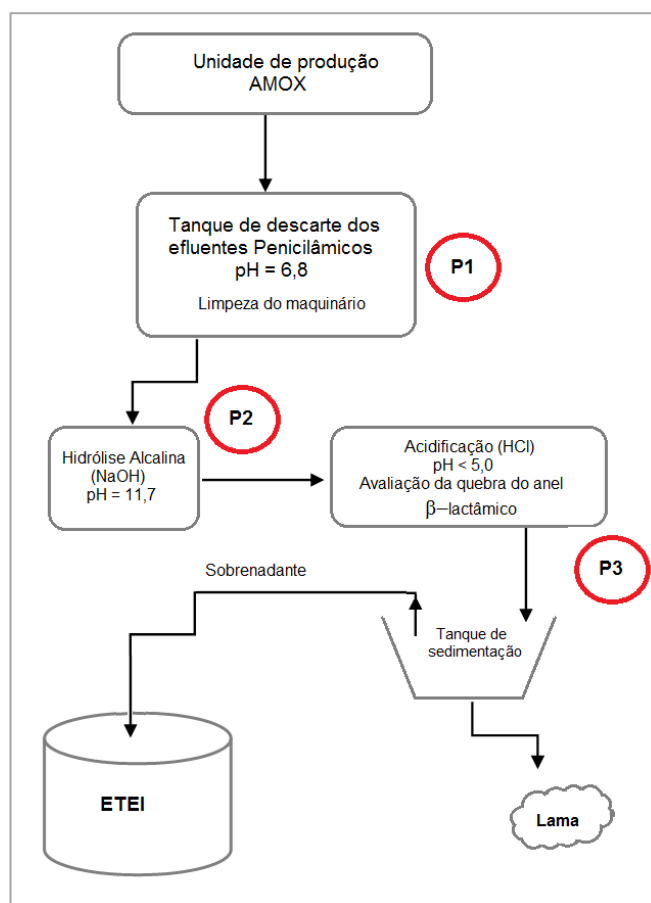 Unidade de produção
AMOX
Tanque de descarte dos
efluentes Penicilâmicos
pH = 6,8
Limpeza do maquinário
P1
P2
Hidrólise Alcalina
(NaOH)
pH = 11,7
Acidificação (HCl)
pH < 5,0
Avaliação da quebra do anel
β–lactâmico
P3
Sobrenadante
Tanque de
sedimentação
ETEI
Lama